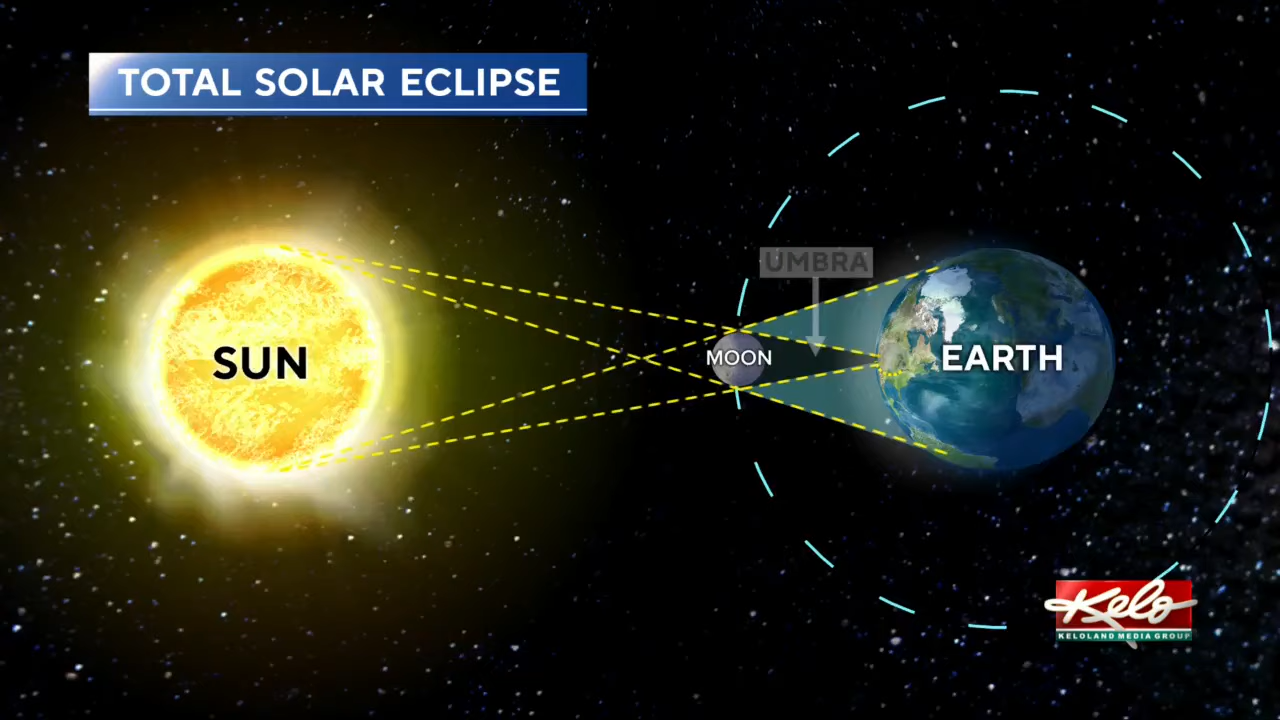 TOTAL SOLAR ECLIPSE
UMBRA
SUN
MOON
EARTH
Kelo
KELOLAND MEDIA GROUP